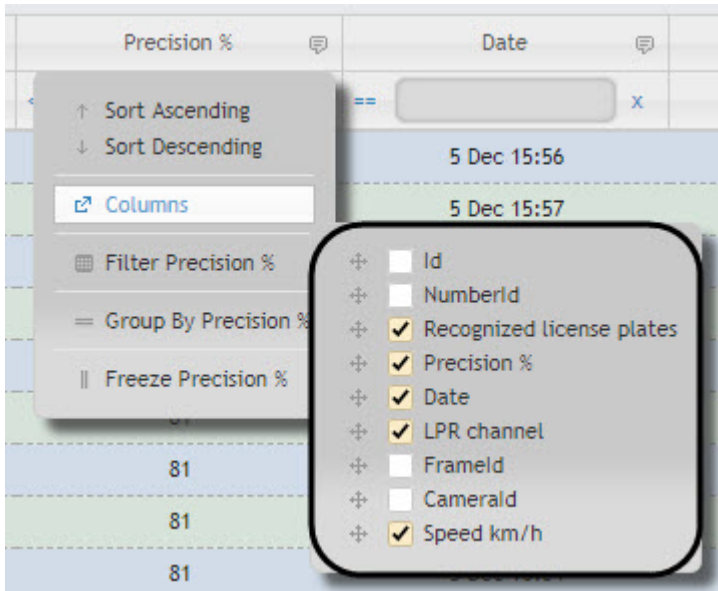 Precision %
Date
== x
Sort Ascending
Sort Descending
5 Dec 15:56
Columns
5 Dec 15:57
Id
Filter Precision %
NumberId
Group By Precision %
Recognized license plates
Precision %
Freeze Precision %
Date
LPR channel
81
FrameId
CameraId
81
Speed km/h
81